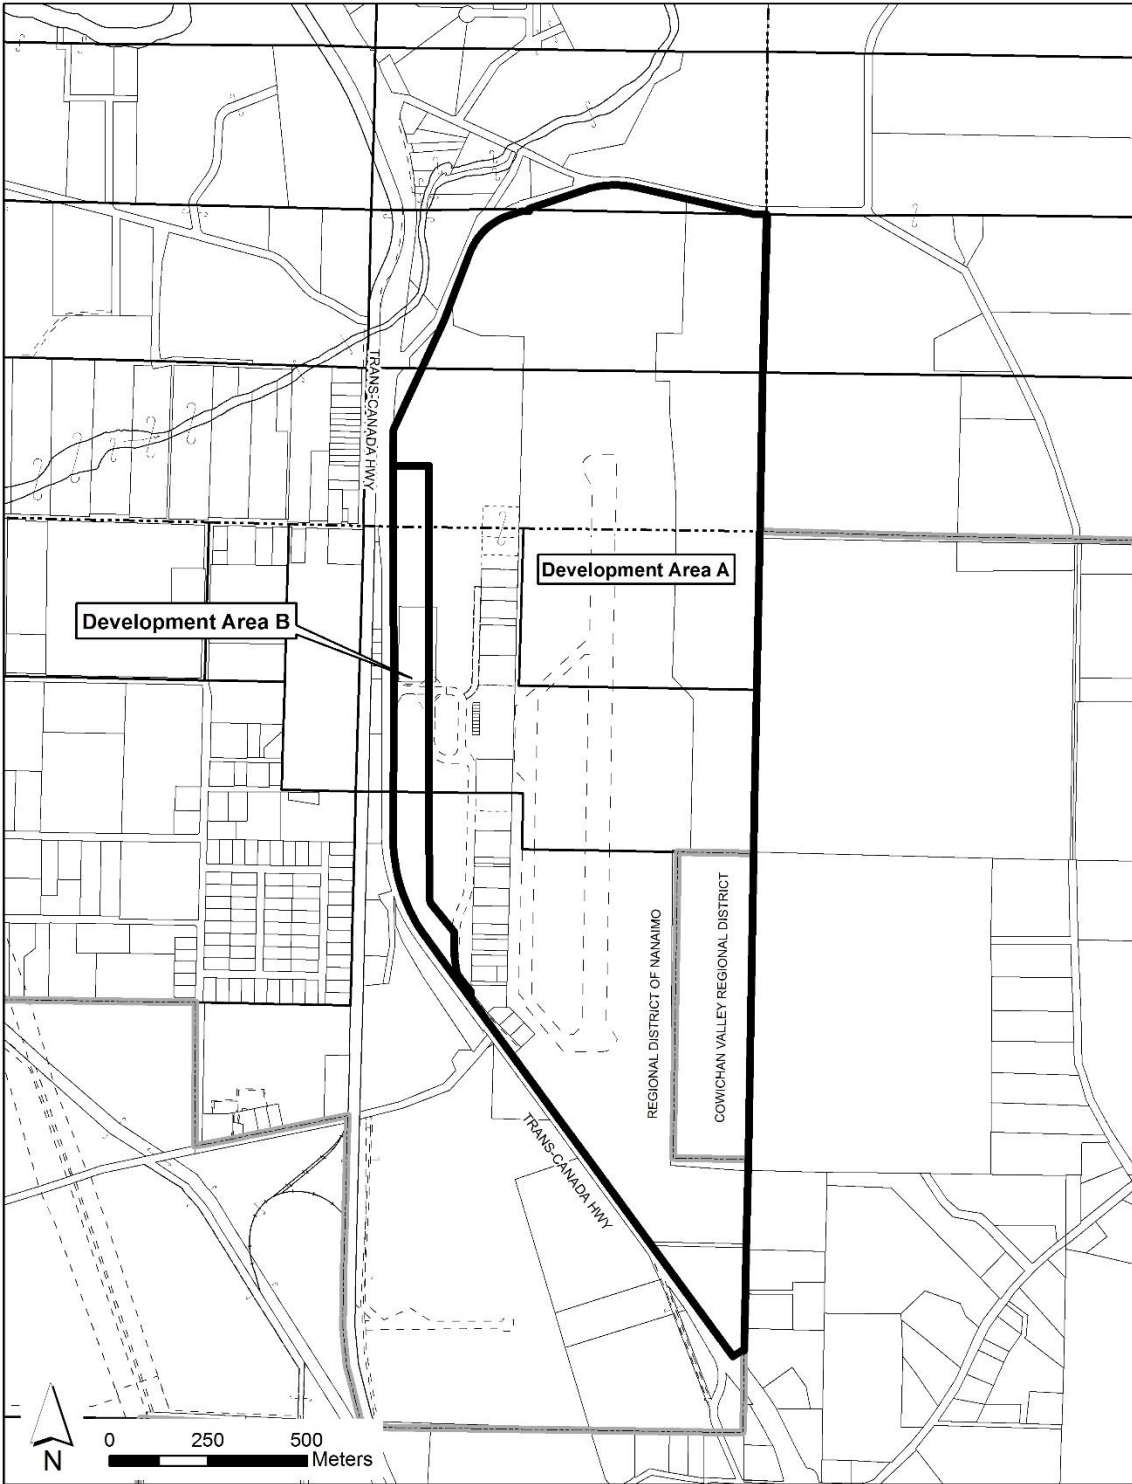 TRANS-CANADA HWY
Development Area A
Development Area B
REGIONAL DISTRICT OF NANAIMO
COWICHAN VALLEY REGIONAL DISTRICT
TRANS-CANADA HWY
N
0 250 500
Meters